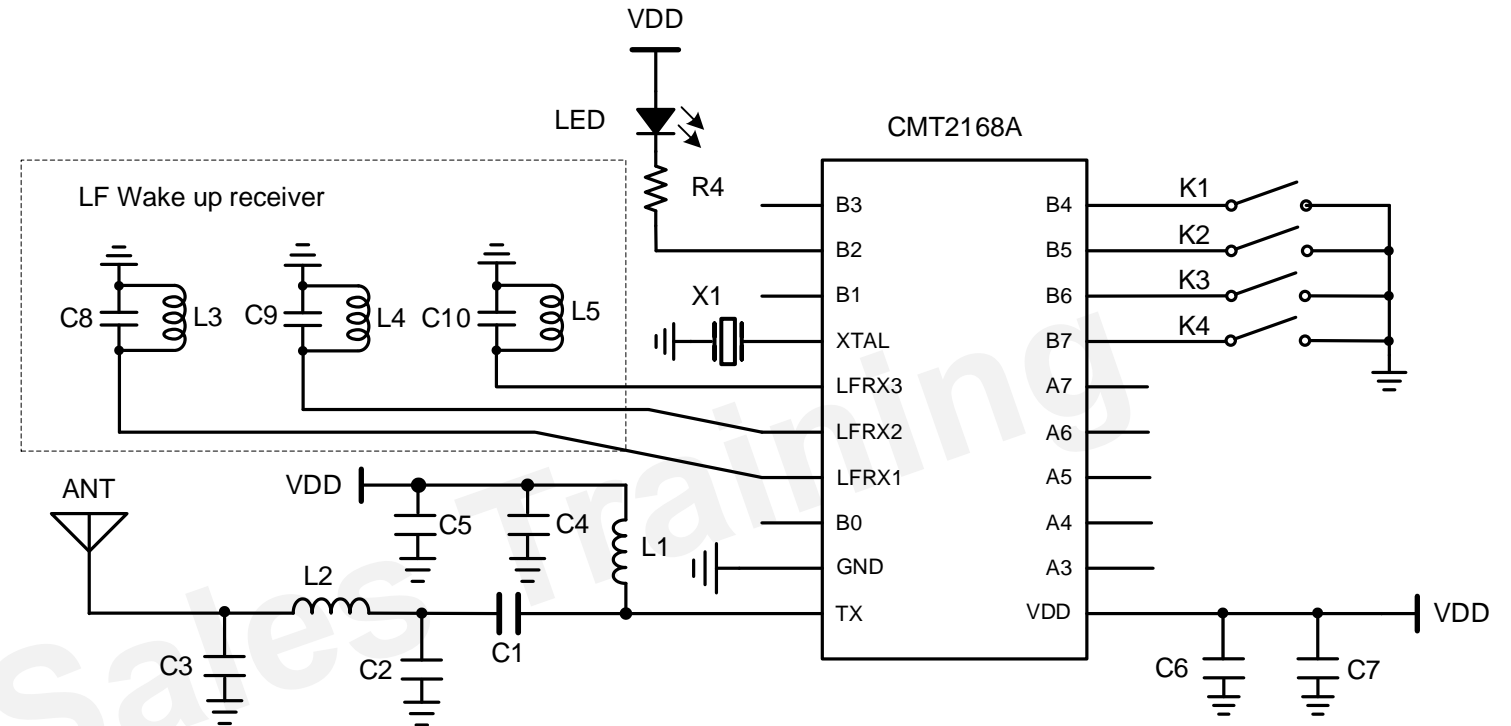 VDD
LED
CMT2168A
LF Wake up receiver
R4
B3
B4
K1
B2
B5
K2
B1
B6
K3
X1
XTAL
B7
K4
C8
L3
C9
L4
C10
L5
LFRX3
A7
LFRX2
A6
LFRX1
A5
ANT
VDD
C5
C4
L1
B0
A4
GND
A3
L2
TX
VDD
VDD
C3
C2
C1
C6
C7
Sales Training